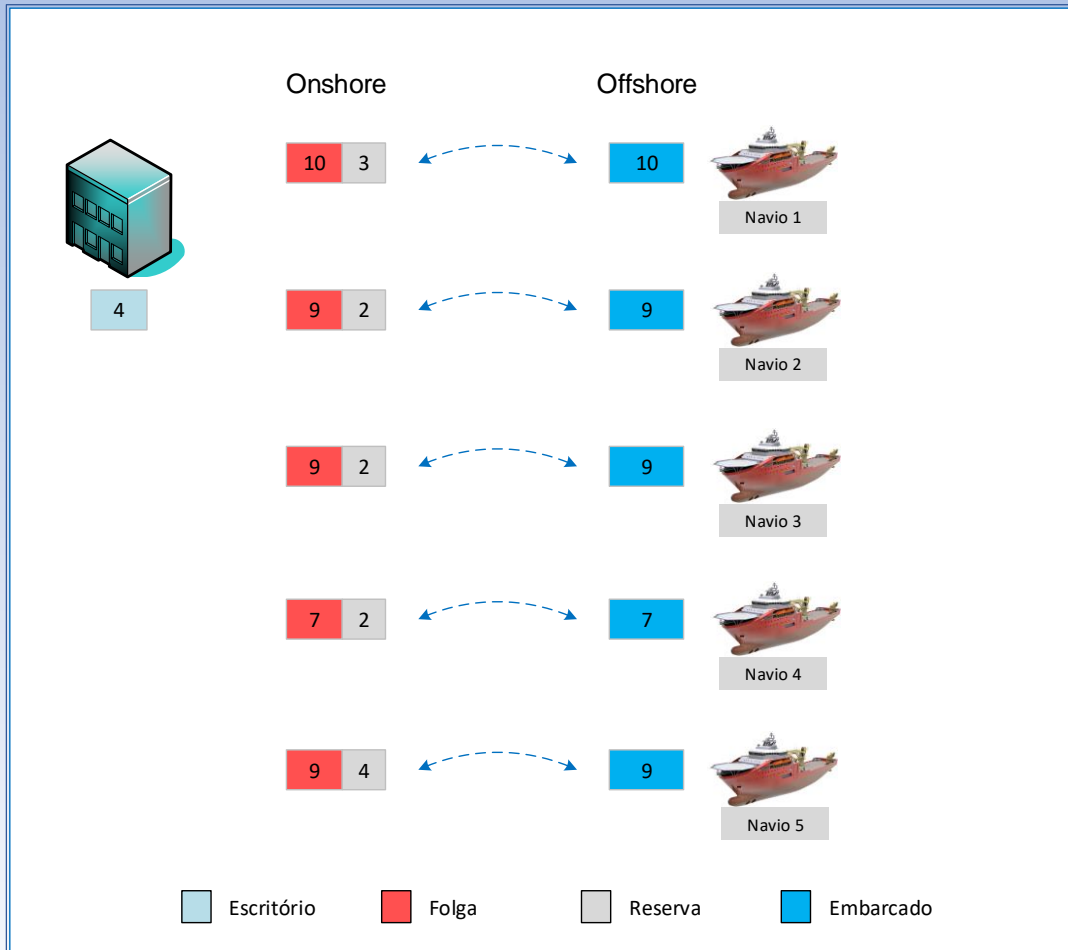 Onshore Offshore
10 3 10
Navio 1
4
9 2 9
Navio 2
9 2 9
Navio 3
7 2 7
Navio 4
9 4 9
Navio 5
Escritório Folga Reserva Embarcado